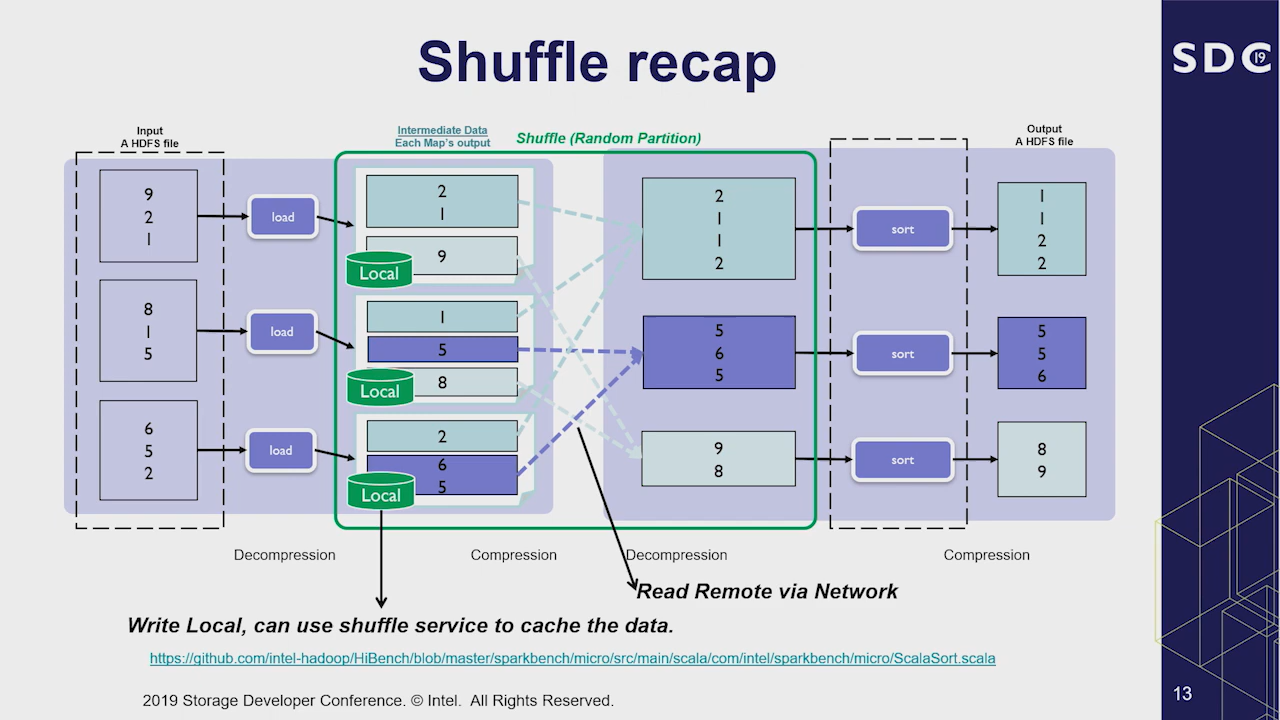 Shuffle recap
SDC 19
Input
A HDFS file
Intermediate Data
Each Map's output
Shuffle (Random Partition)
Output
A HDFS file
9
2
1
load
2
1
9
Local
2
1
1
2
sort
1
1
2
2
8
1
5
load
1
5
8
Local
5
6
5
sort
5
5
6
6
5
2
load
2
6
5
Local
9
8
sort
8
9
Decompression
Compression
Decompression
Compression
Read Remote via Network
Write Local, can use shuffle service to cache the data.
https://github.com/intel-hadoop/HiBench/blob/master/sparkbench/micro/src/main/scala/com/intel/sparkbench/micro/ScalaSort.scala
2019 Storage Developer Conference. © Intel. All Rights Reserved.
13